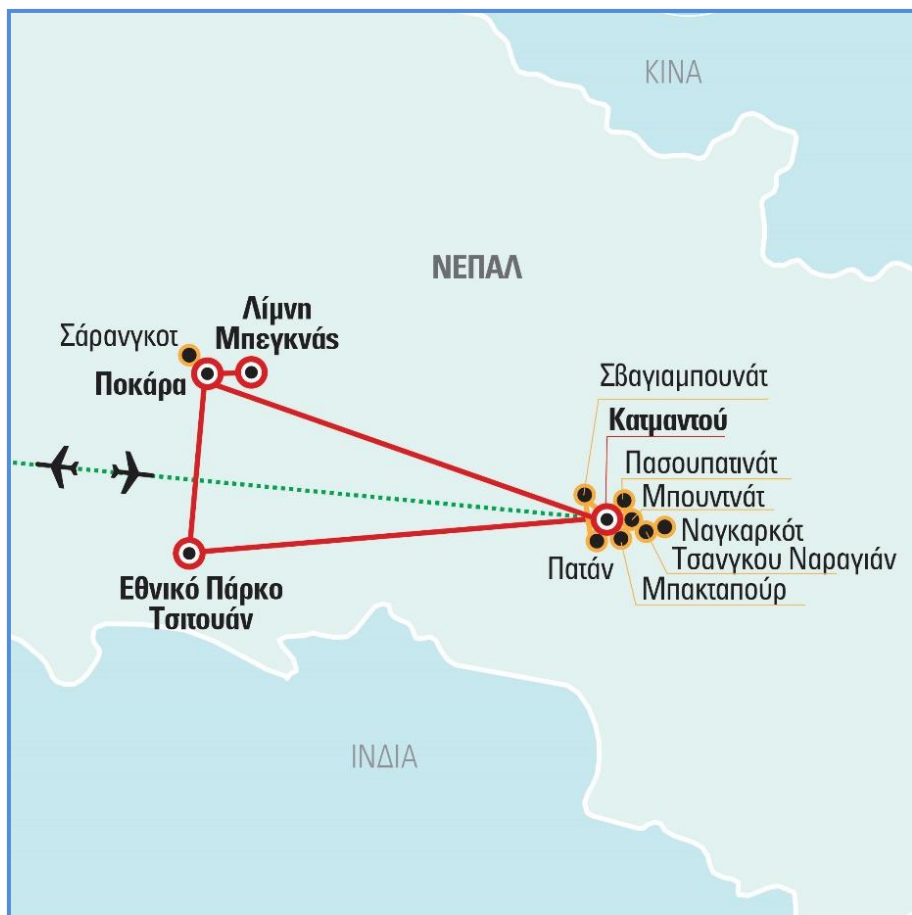 ΚΙΝΑ
ΝΕΠΑΛ
Λίμνη
Μπεγκνάς
Σάρανγκοτ
Ποκάρα
Σβαγιαμπουνάτ
Κατμαντού
Πασουπατινάτ
Μπουντνάτ
Ναγκαρκότ
Τσανγκου Ναραγιάν
Πατάν
Μπακταπούρ
Εθνικό Πάρκο
Τσιτουάν
ΙΝΔΙΑ